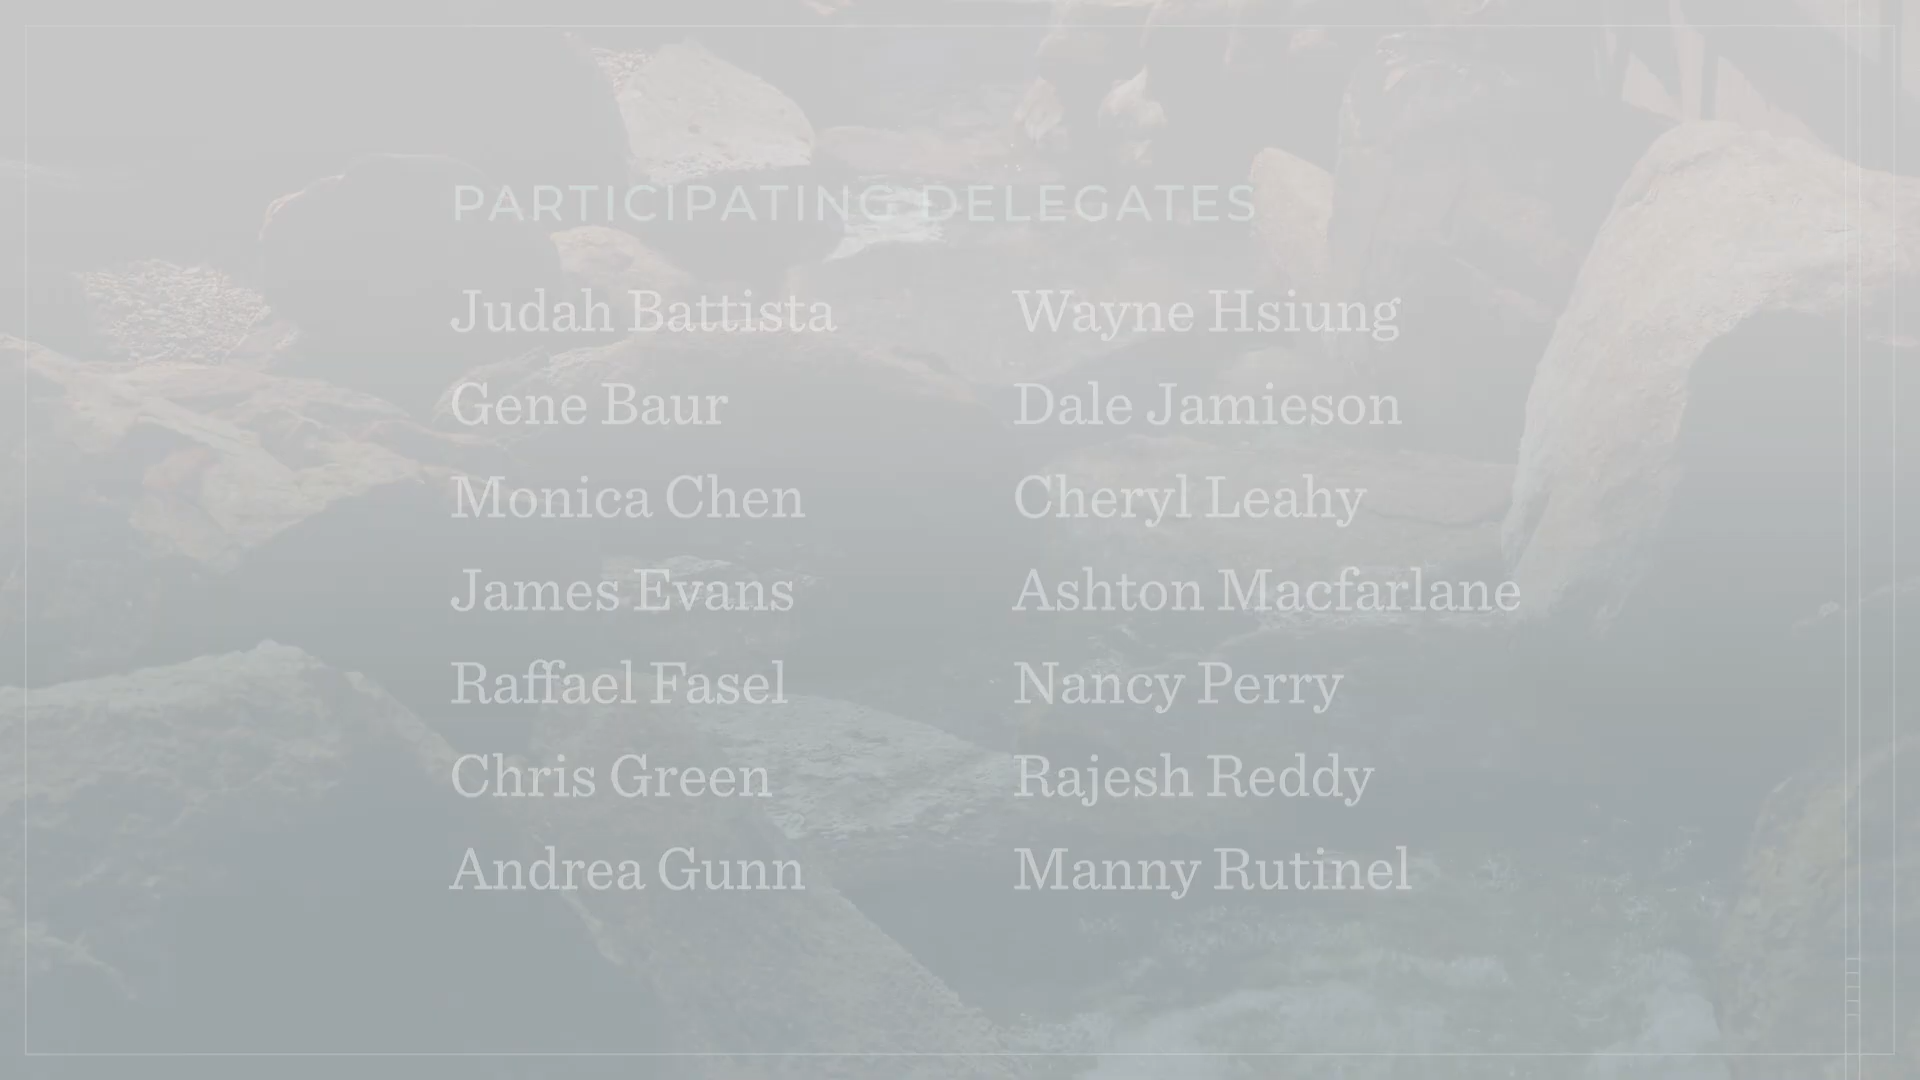 PARTICIPATING DELEGATES
Judah Battista
Gene Baur
Monica Chen
James Evans
Raffael Fasel
Chris Green
Andrea Gunn
Wayne Hsiung
Dale Jamieson
Cheryl Leahy
Ashton Macfarlane
Nancy Perry
Rajesh Reddy
Manny Rutinel